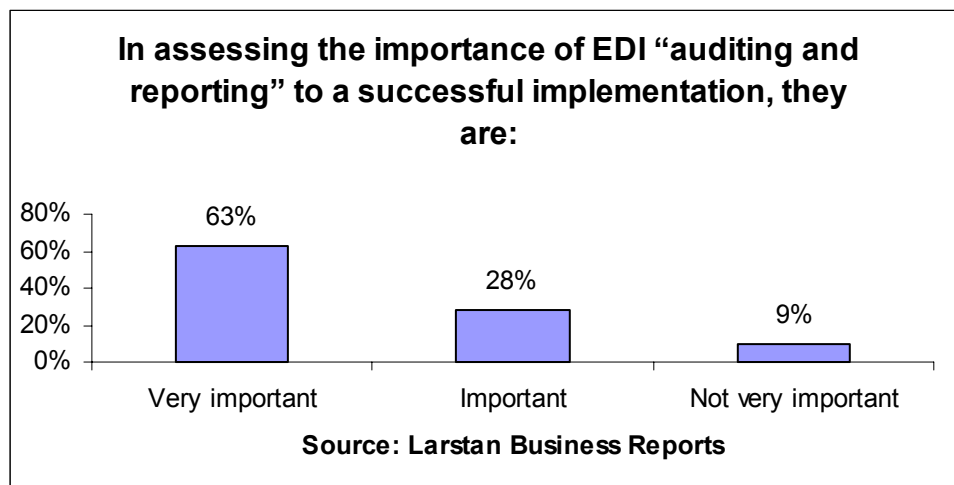 In assessing the importance of EDI “auditing and
reporting” to a successful implementation, they
are:
80%
60%
40%
20%
0%
63%
28%
9%
Very important
Important
Not very important
Source: Larstan Business Reports